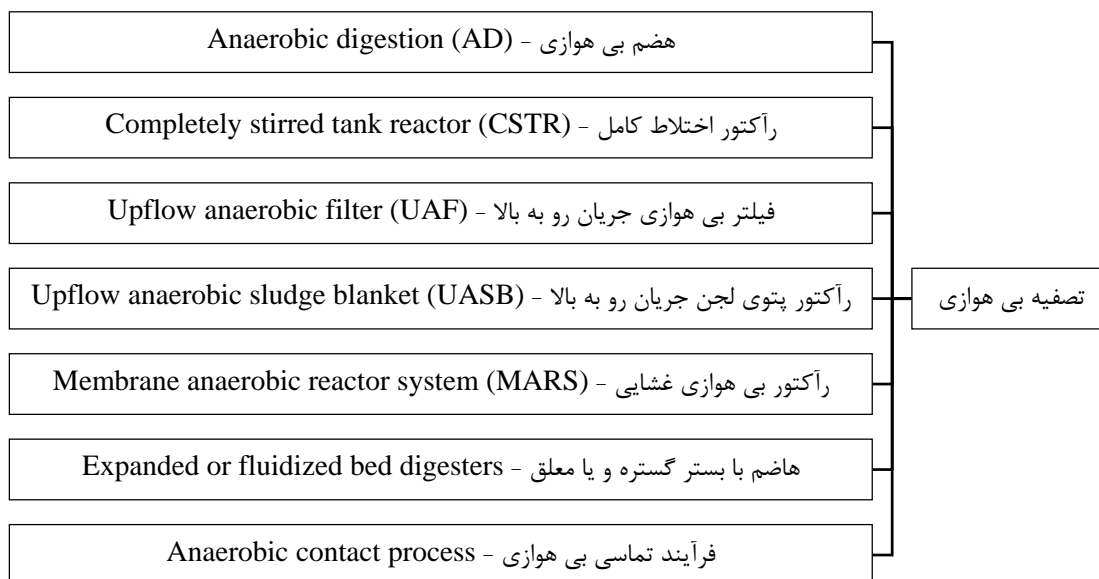 تصفیه بی هوازی
هضم بی هوازی - Anaerobic digestion (AD)
رآکتور اختلاط کامل - Completely stirred tank reactor (CSTR)
فیلتر بی هوازی جریان رو به بالا - Upflow anaerobic filter (UAF)
رآکتور پتوی لجن جریان رو به بالا - Upflow anaerobic sludge blanket (UASB)
رآکتور بی هوازی غشایی - Membrane anaerobic reactor system (MARS)
هاضم با بستر گستره و یا معلق - Expanded or fluidized bed digesters
فرآیند تماسی بی هوازی - Anaerobic contact process